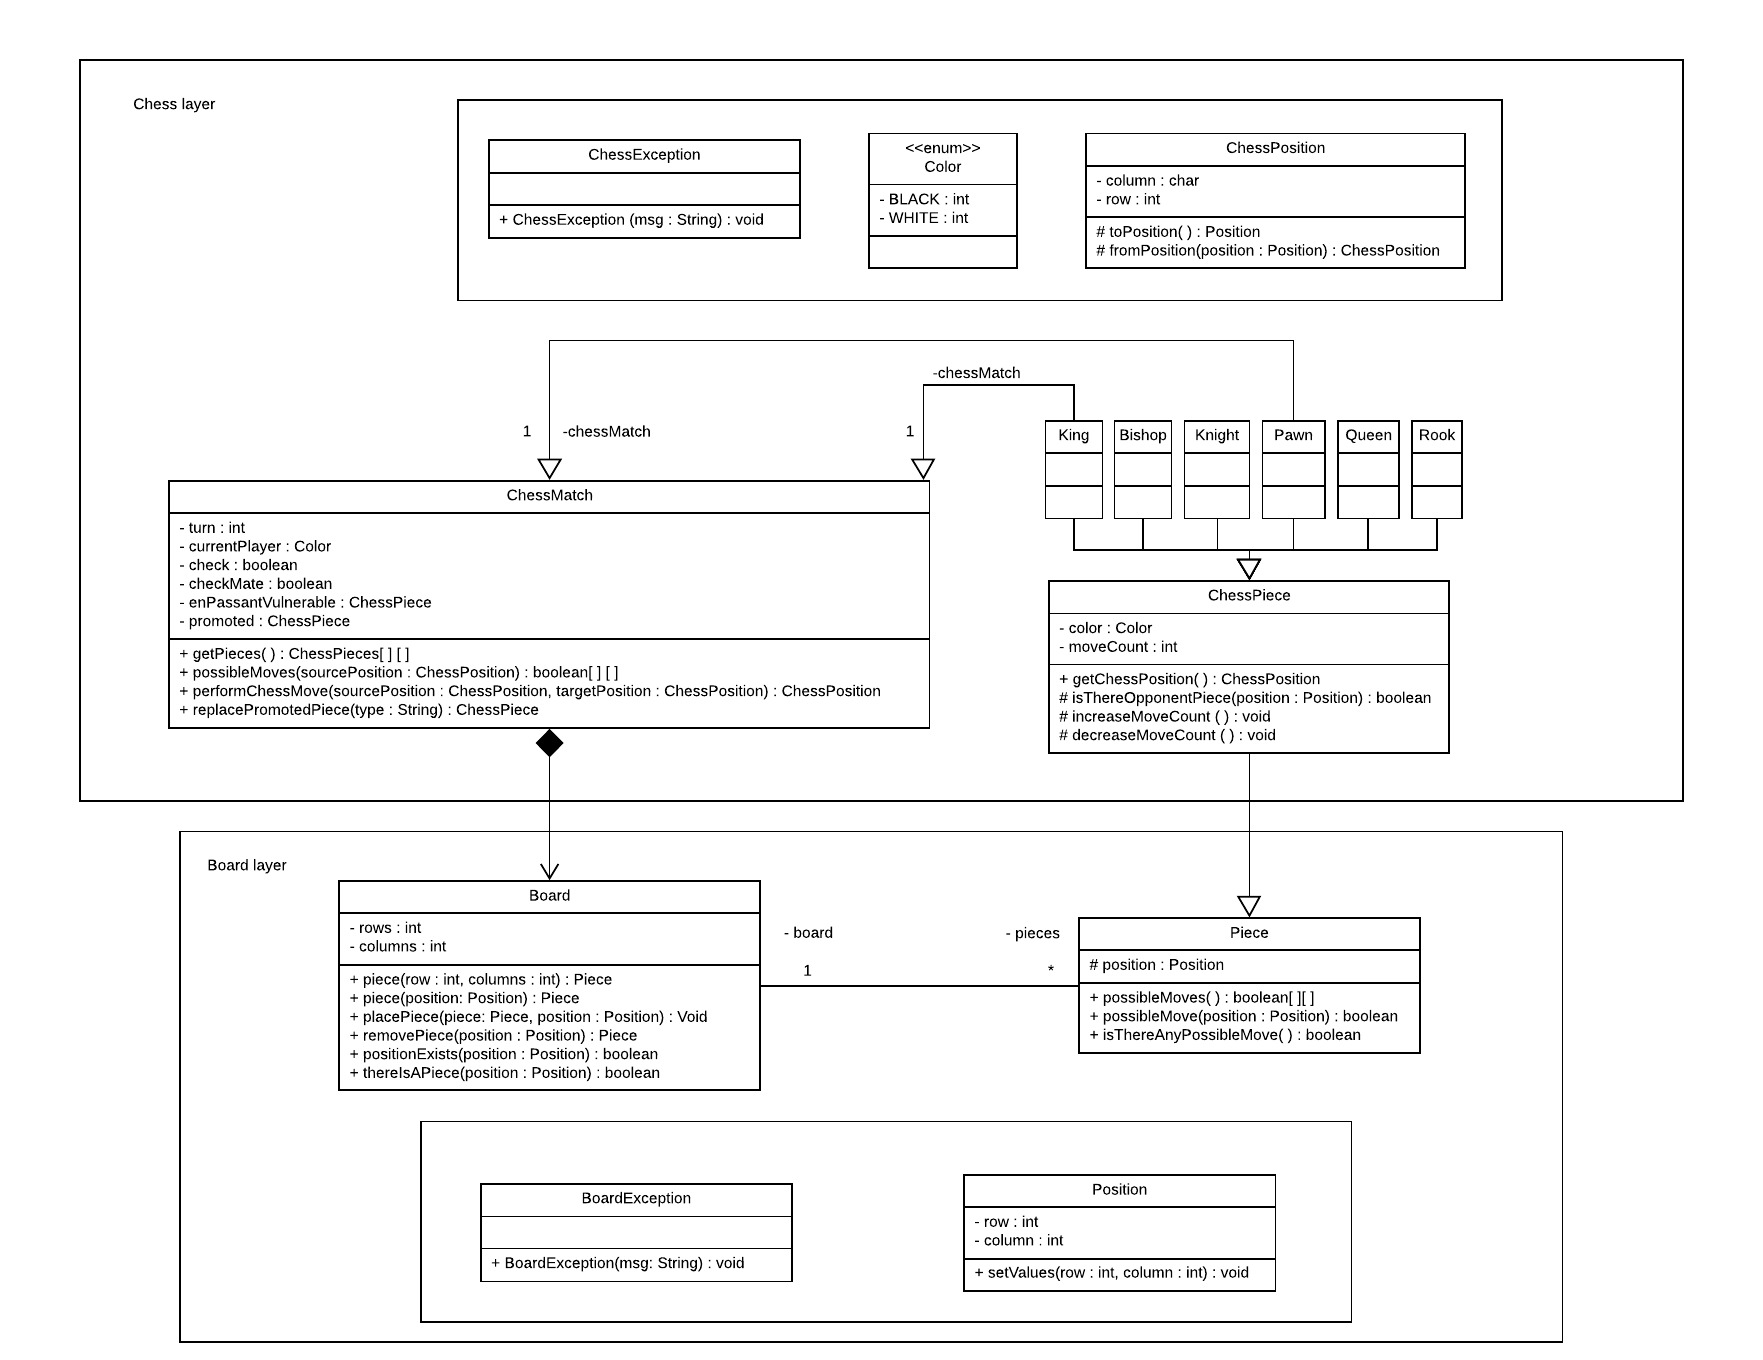 Chess layer
ChessException
+ ChessException (msg : String) : void
<<enum>>
Color
- BLACK : int
- WHITE : int
ChessPosition
- column : char
- row : int
# toPosition( ) : Position
# fromPosition(position : Position) : ChessPosition
-chessMatch
1
-chessMatch
1
King
Bishop
Knight
Pawn
Queen
Rook
ChessMatch
- turn : int
- currentPlayer : Color
- check : boolean
- checkMate : boolean
- enPassantVulnerable : ChessPiece
- promoted : ChessPiece
+ getPieces( ) : ChessPieces[ ] [ ]
+ possibleMoves(sourcePosition : ChessPosition) : boolean[ ] [ ]
+ performChessMove(sourcePosition : ChessPosition, targetPosition : ChessPosition) : ChessPosition
+ replacePromotedPiece(type : String) : ChessPiece
ChessPiece
- color : Color
- moveCount : int
+ getChessPosition( ) : ChessPosition
# isThereOpponentPiece(position : Position) : boolean
# increaseMoveCount ( ) : void
# decreaseMoveCount ( ) : void
Board layer
Board
- rows : int
- columns : int
+ piece(row : int, columns : int) : Piece
+ piece(position: Position) : Piece
+ placePiece(piece: Piece, position : Position) : Void
+ removePiece(position : Position) : Piece
+ positionExists(position : Position) : boolean
+ thereIsAPiece(position : Position) : boolean
- board
1
- pieces
*
Piece
# position : Position
+ possibleMoves( ) : boolean[ ][ ]
+ possibleMove(position : Position) : boolean
+ isThereAnyPossibleMove( ) : boolean
BoardException
+ BoardException(msg: String) : void
Position
- row : int
- column : int
+ setValues(row : int, column : int) : void